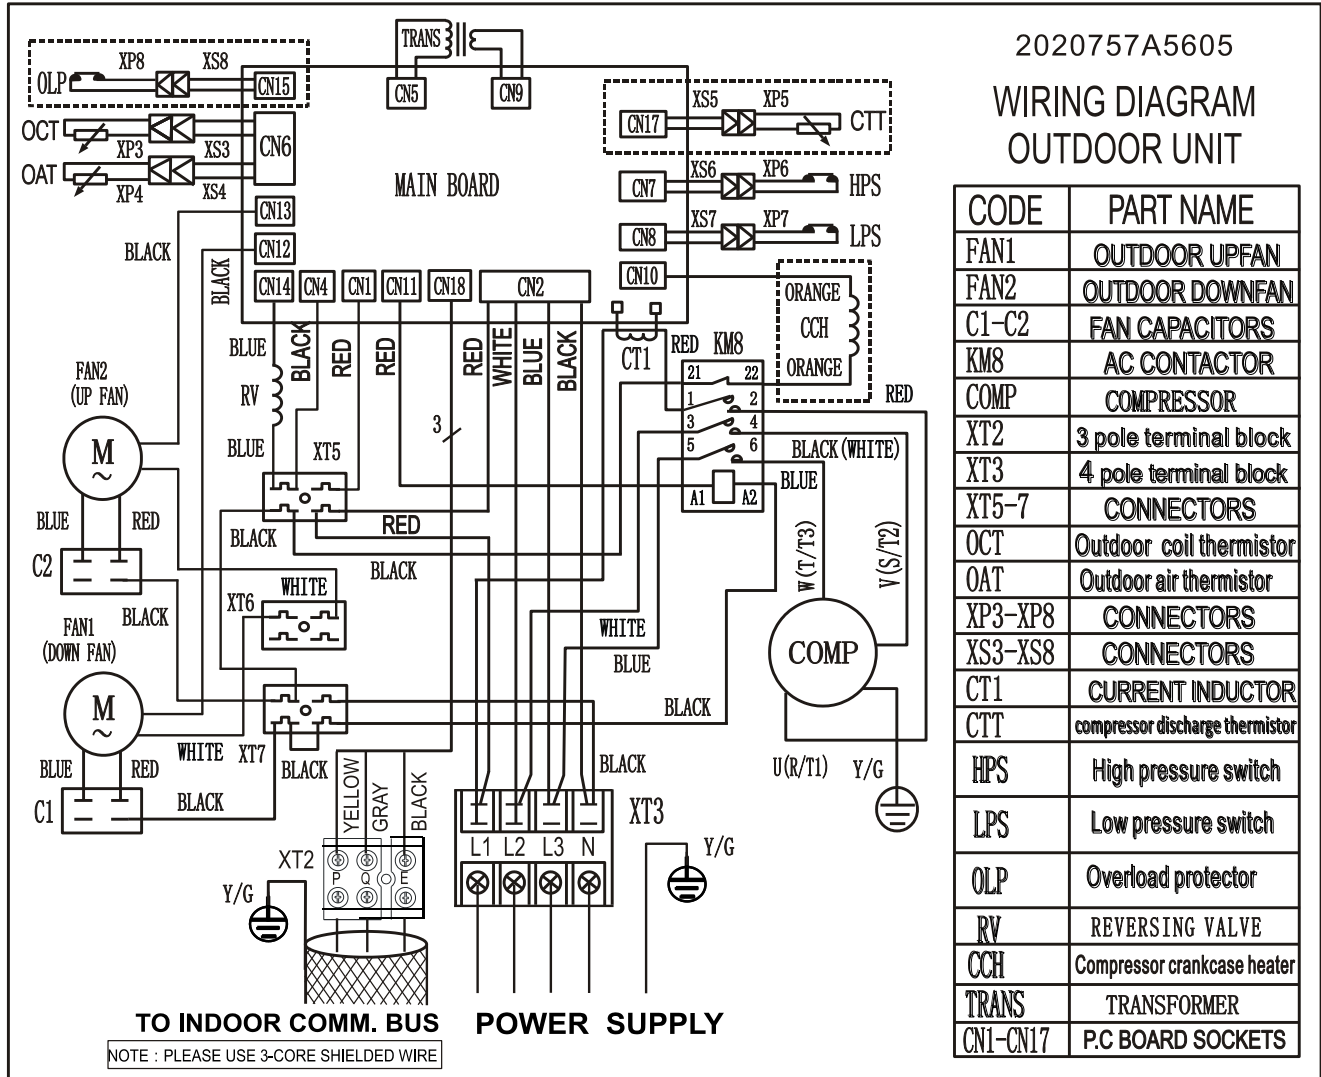 2020757A5605
WIRING DIAGRAM
OUTDOOR UNIT
TRANS
CN5
CN9
XP8
XS8
OLP
CN15
OCT
XP3
XS3
CN6
OAT
XP4
XS4
MAIN BOARD
CN13
CN12
BLACK
BLACK
XS5
XP5
CN17
CTT
XS6
XP6
CN7
HPS
XS7
XP7
CN8
LPS
CN10
CN14
CN4
CN1
CN11
CN18
CN2
ORANGE
CCH
ORANGE
BLUE
BLACK
RED
RED
RED
WHITE
BLUE
BLACK
CT1
RED
KM8
21
22
1
2
3
4
5
6
A1
A2
RED
BLACK(WHITE)
BLUE
FAN2
(UP FAN)
M
~
RV
BLUE
XT5
3
BLUE
RED
C2
BLACK
RED
BLACK
BLACK
WHITE
XT6
W(T/T3)
V(S/T2)
FAN1
(DOWN FAN)
M
~
WHITE
BLUE
COMP
WHITE
XT7
BLACK
BLACK
BLUE
RED
C1
BLACK
YELLOW
GRAY
BLACK
BLACK
U(R/T1)
Y/G
XT3
L1
L2
L3
N
XT2
P
Q
E
Y/G
Y/G
TO INDOOR COMM. BUS
POWER SUPPLY
NOTE : PLEASE USE 3-CORE SHIELDED WIRE
CODE PART NAME
FAN1 OUTDOOR UPFAN
FAN2 OUTDOOR DOWNFAN
C1-C2 FAN CAPACITORS
KM8 AC CONTACTOR
COMP COMPRESSOR
XT2 3 pole terminal block
XT3 4 pole terminal block
XT5-7 CONNECTORS
OCT Outdoor coil thermistor
OAT Outdoor air thermistor
XP3-XP8 CONNECTORS
XS3-XS8 CONNECTORS
CT1 CURRENT INDUCTOR
CTT compressor discharge thermistor
HPS High pressure switch
LPS Low pressure switch
OLP Overload protector
RV REVERSING VALVE
CCH Compressor crankcase heater
TRANS TRANSFORMER
CN1-CN17 P.C BOARD SOCKETS